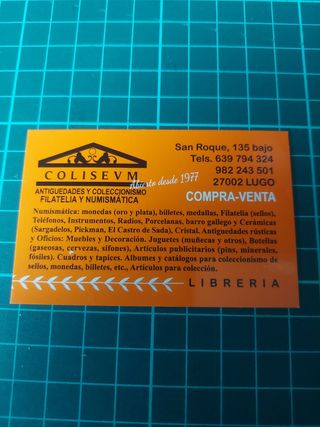 COLISEVM
Abierto desde 1977
ANTIGUEDADES Y COLECCIONISMO
FILATELIA Y NUMISMÁTICA
San Roque, 135 bajo
Tels. 639 794 324
982 243 501
27002 LUGO
COMPRA-VENTA
Numismática: monedas (oro y plata), billetes, medallas, Filatelia (sellos),
Teléfonos, Instrumentos, Radios, Porcelanas, barro gallego y Cerámicas
(Sargadelos, Pickman, El Castro de Sada), Cristal. Antigüedades rústicas
y Oficios: Muebles y Decoración. Juguetes (muñecas y otros), Botellas
(gaseosas, cervezas, sifones), Artículos publicitarios (pins, minerales,
fósiles). Cuadros y tapices. Albumes y catálogos para coleccionismo de
sellos, monedas, billetes, etc., Artículos para colección.
LIBRERIA